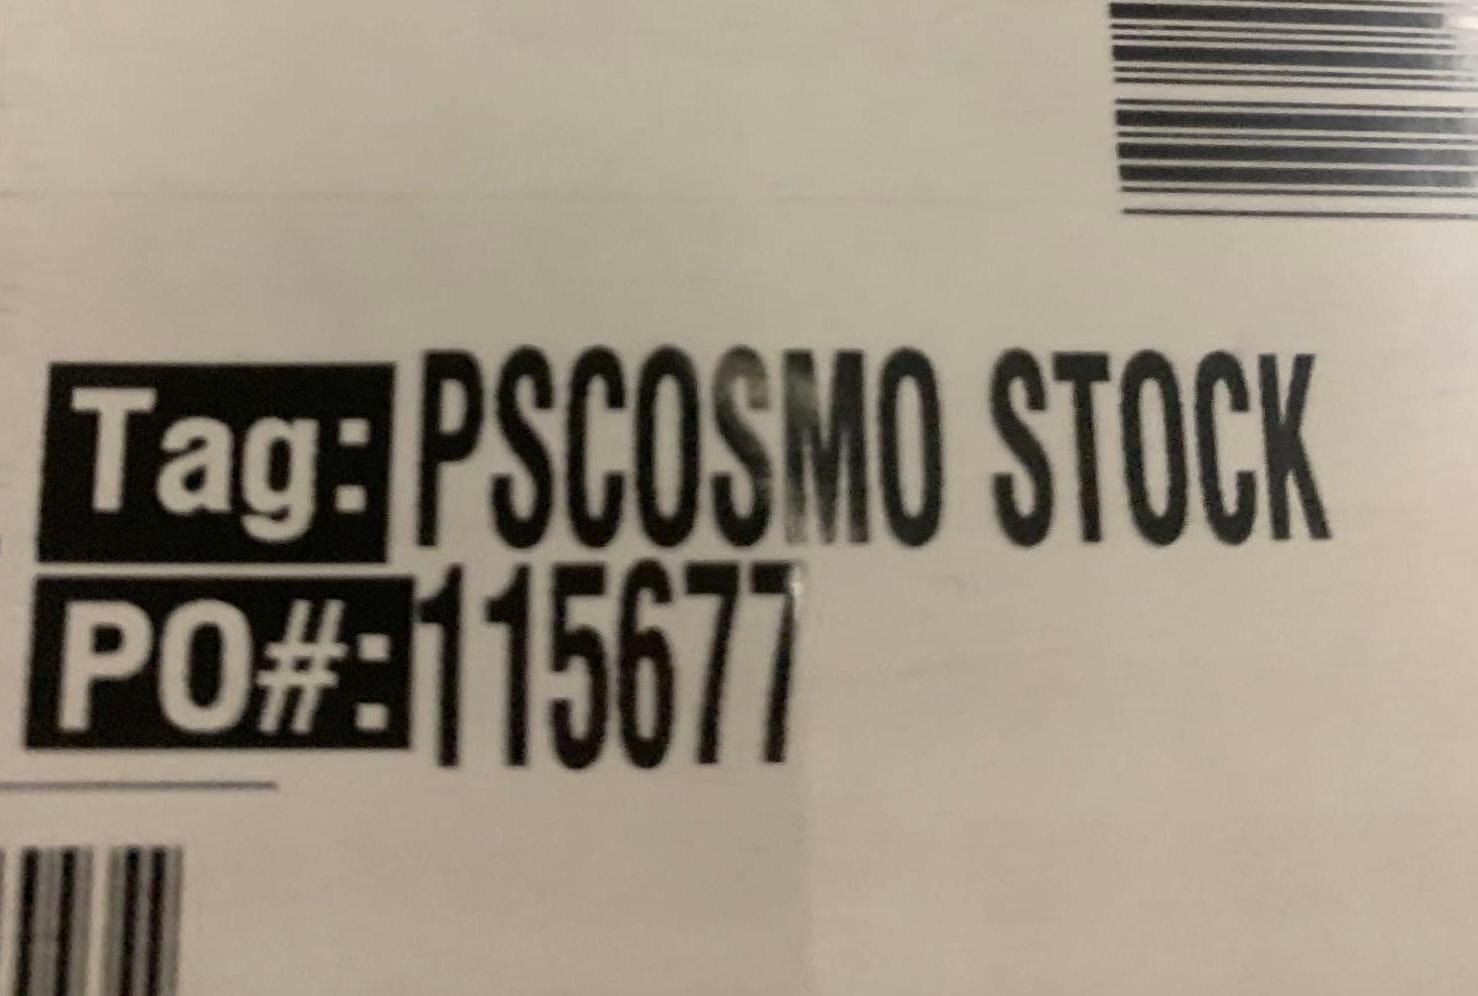 Tag: PSCOSMO STOCK
PO#: 115677